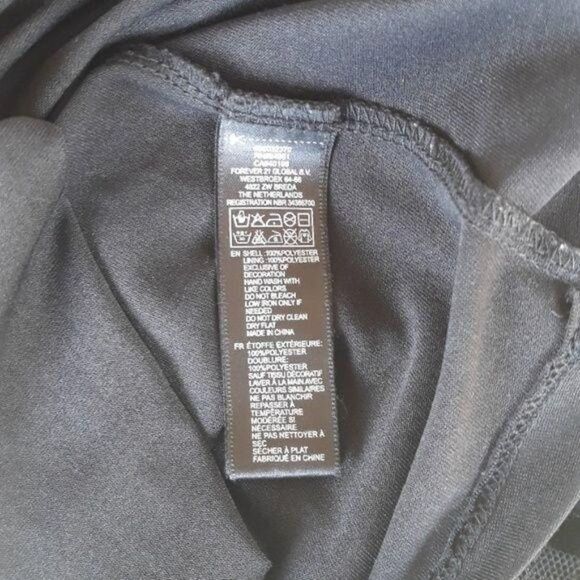 FOREVER 21 GLOBAL B.V.
WESTBROEK 64-66
4822 ZW BREDA
THE NETHERLANDS
REGISTRATION NBR 34365700
EN SHELL :100%POLYESTER
LINING :100%POLYESTER
EXCLUSIVE OF
DECORATION
HAND WASH WITH
LIKE COLORS
DO NOT BLEACH
LOW IRON ONLY IF
NEEDED
DO NOT DRY CLEAN
DRY FLAT
MADE IN CHINA
FR ÉTOFFE EXTÉRIEURE:
100%POLYESTER
DOUBLURE:
100%POLYESTER
SAUF TISSU DÉCORATIF
LAVER À LA MAIN AVEC
COULEURS SIMILAIRES
NE PAS BLANCHIR
REPASSER À
TEMPÉRATURE
MODÉRÉE SI
NÉCESSAIRE
NE PAS NETTOYER À
SEC
SÉCHER À PLAT
FABRIQUÉ EN CHINE